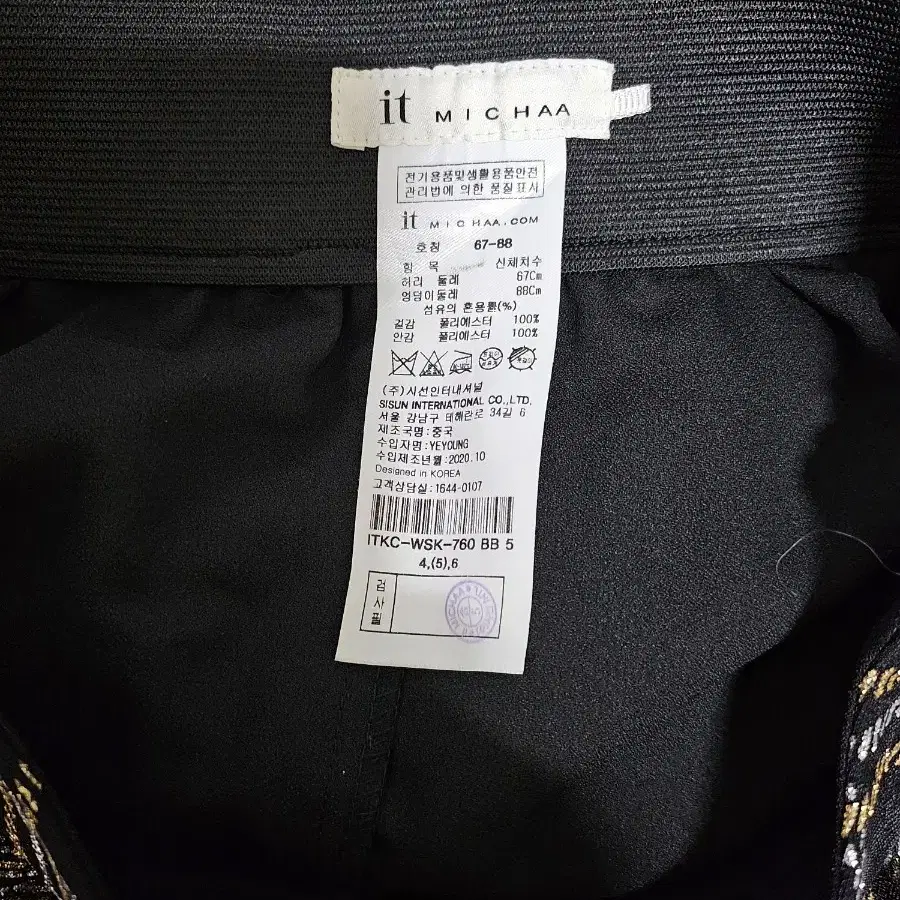 it MICHAA
전기용품및생활용품안전
관리법에 의한 품질표시
it MICHAA.COM
호칭 67-88
항 목 신체치수
허리 둘레 67Cm
엉덩이둘레 88Cm
섬유의 혼용률(%)
겉감 폴리에스터 100%
안감 폴리에스터 100%
(주)시선인터내셔널
SISUN INTERNATIONAL CO.,LTD.
서울 강남구 테헤란로 34길 6
제조국명:중국
수입자명:YEYOUNG
수입제조년월:2020.10
Designed in KOREA
고객상담실:1644-0107
ITKC-WSK-760 BB 5
4,(5),6
검사필